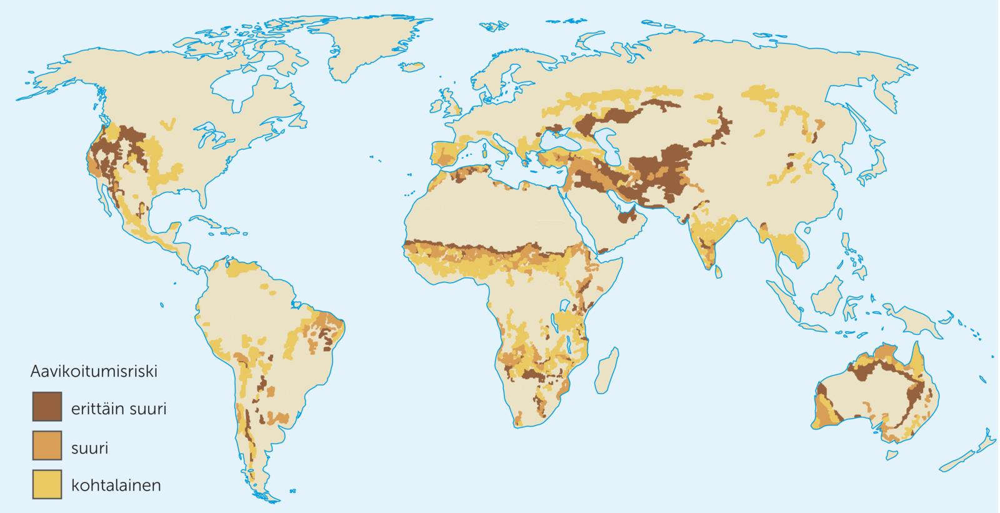 Aavikoitumisriski
erittäin suuri
suuri
kohtalainen